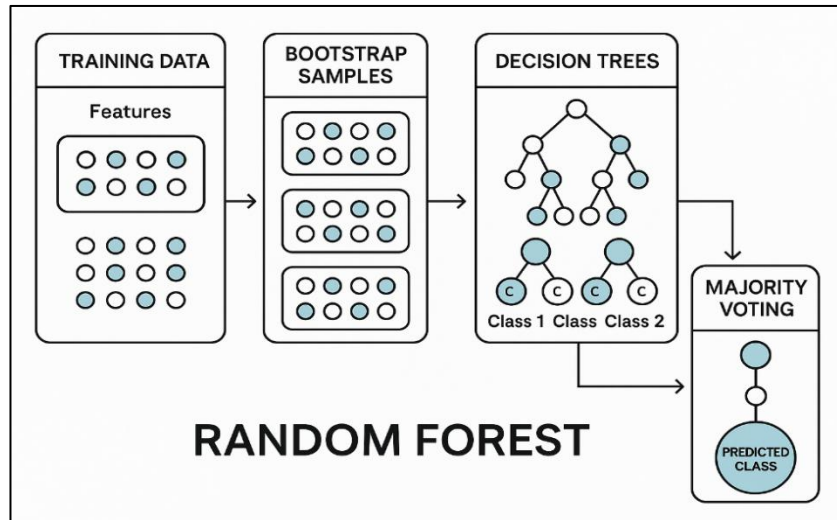 TRAINING DATA
Features
BOOTSTRAP
SAMPLES
DECISION TREES
C C C C
Class 1 Class Class 2
MAJORITY
VOTING
PREDICTED
CLASS
RANDOM FOREST